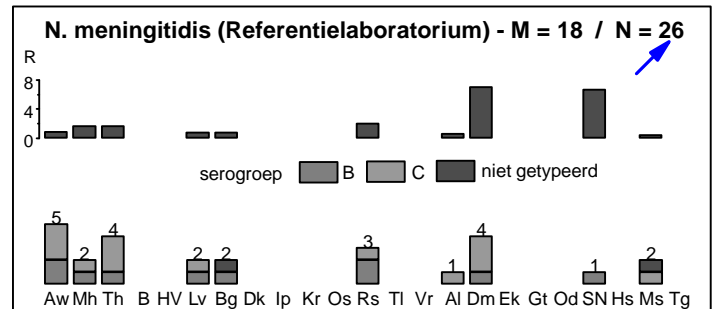 N. meningitidis (Referentielaboratorium) - M = 18 / N = 26
R
8
4
0
serogroep B C niet getypeerd
5 2 4 2 2 3 1 4 1 2
Aw Mh Th B HV Lv Bg Dk Ip Kr Os Rs Tl Vr Al Dm Ek Gt Od SN Hs Ms Tg